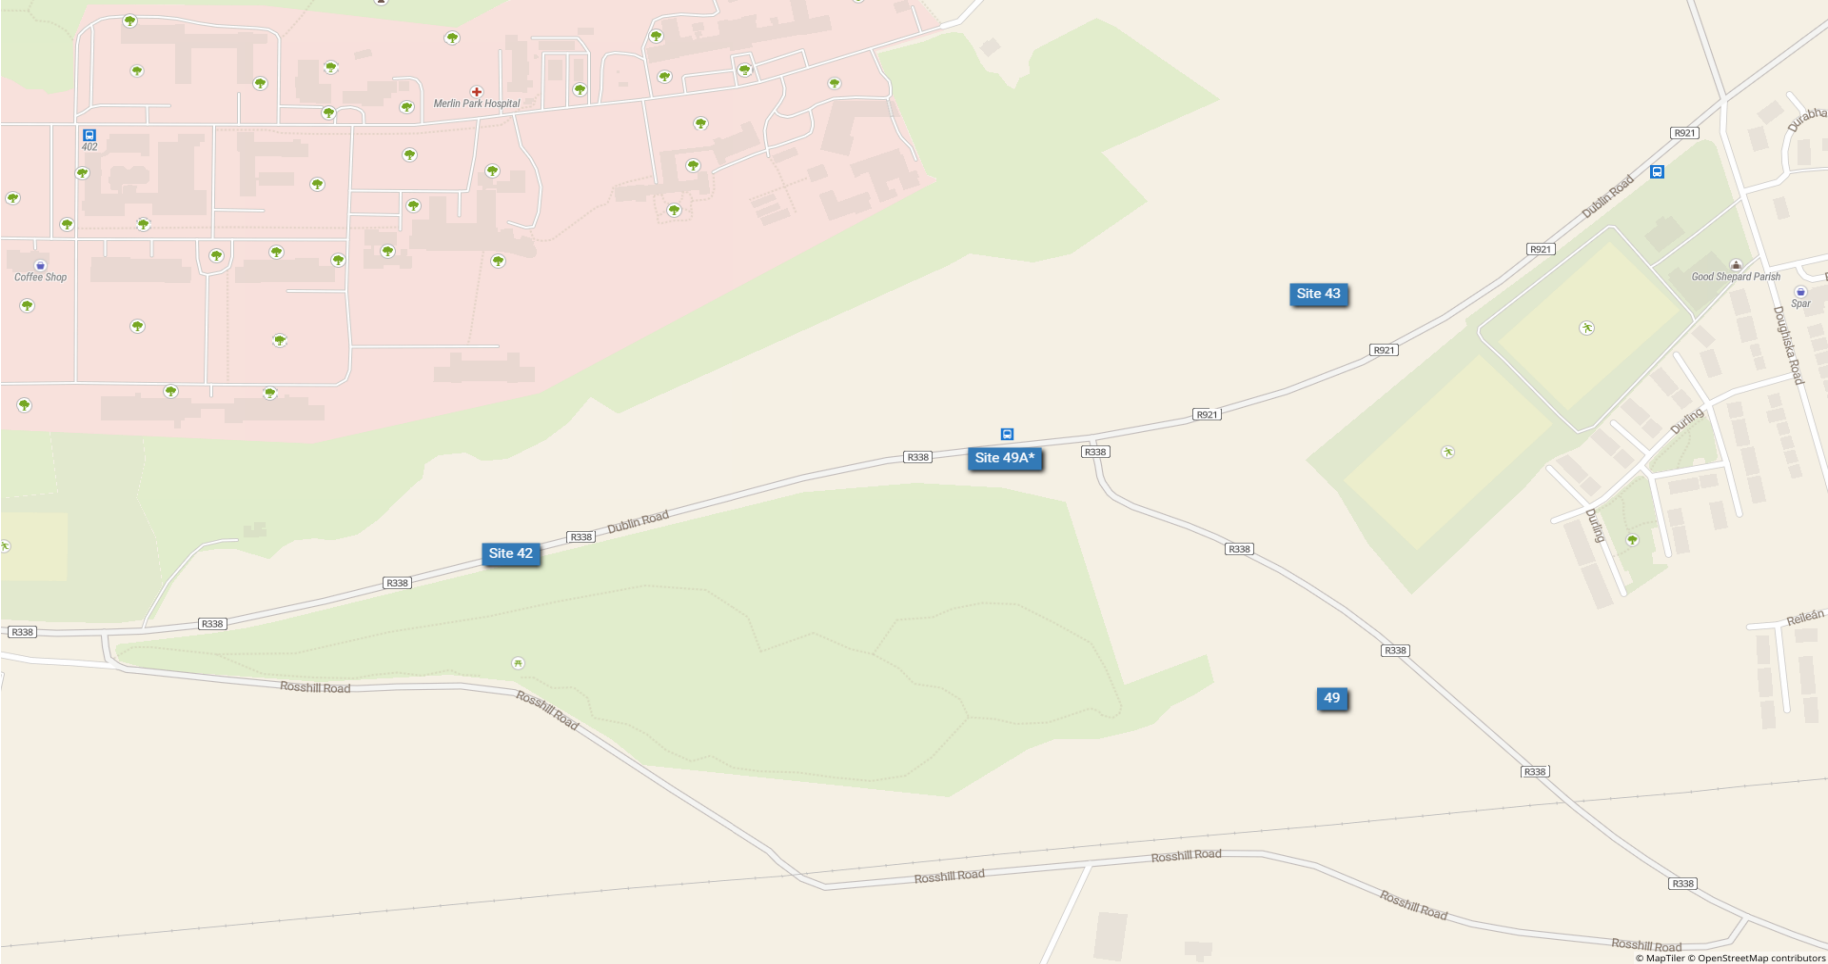 Merlin Park Hospital
402
Durabha
R921
Dublin Road
R921
Coffee Shop
Good Shepard Parish
Site 43
Spar
R921
Doughiska Road
R921
Durling
R338
Site 49A*
R338
Dublin Road
R338
Site 42
R338
Durling
R338
R338
R338
Reileán
R338
Rosshill Road
Rosshill Road
49
R338
Rosshill Road
Rosshill Road
R338
Rosshill Road
Rosshill Road
© MapTiler © OpenStreetMap contributors